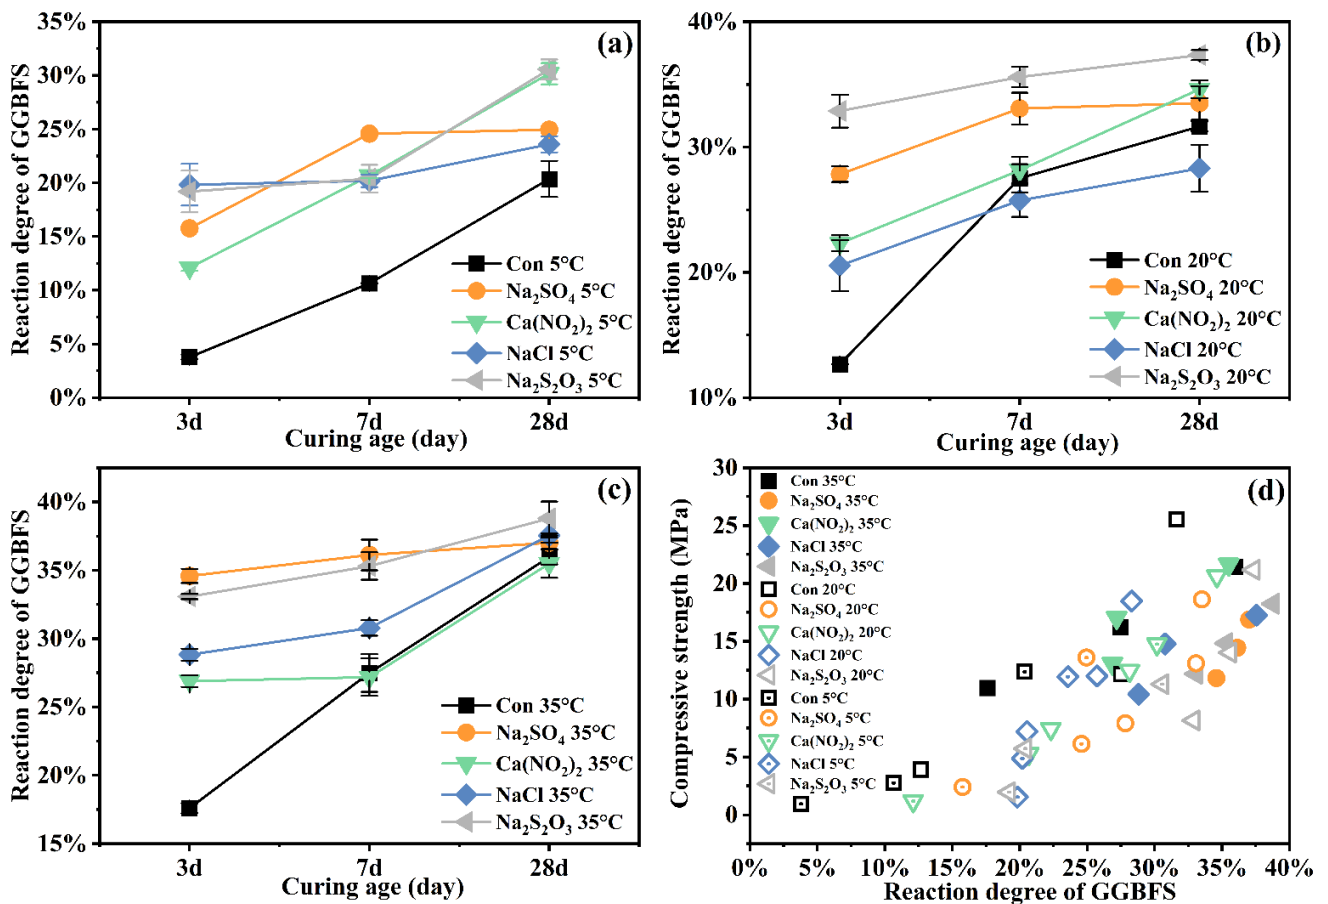 (a)
Reaction degree of GGBFS
35%
30%
25%
20%
15%
10%
5%
0%
Con 5°C
Na₂SO₄ 5°C
Ca(NO₂)₂ 5°C
NaCl 5°C
Na₂S₂O₃ 5°C
3d
7d
28d
Curing age (day)
(b)
Reaction degree of GGBFS
40%
30%
20%
10%
Con 20°C
Na₂SO₄ 20°C
Ca(NO₂)₂ 20°C
NaCl 20°C
Na₂S₂O₃ 20°C
3d
7d
28d
Curing age (day)
(c)
Reaction degree of GGBFS
40%
35%
30%
25%
20%
15%
Con 35°C
Na₂SO₄ 35°C
Ca(NO₂)₂ 35°C
NaCl 35°C
Na₂S₂O₃ 35°C
3d
7d
28d
Curing age (day)
(d)
Compressive strength (MPa)
30
25
20
15
10
5
0
Con 35°C
Na₂SO₄ 35°C
Ca(NO₂)₂ 35°C
NaCl 35°C
Na₂S₂O₃ 35°C
Con 20°C
Na₂SO₄ 20°C
Ca(NO₂)₂ 20°C
NaCl 20°C
Na₂S₂O₃ 20°C
Con 5°C
Na₂SO₄ 5°C
Ca(NO₂)₂ 5°C
NaCl 5°C
Na₂S₂O₃ 5°C
0%
5%
10%
15%
20%
25%
30%
35%
40%
Reaction degree of GGBFS